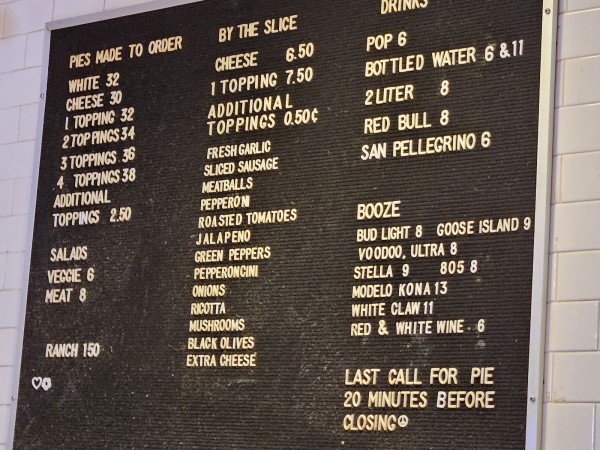 PIES MADE TO ORDER
WHITE 32
CHEESE 30
1 TOPPING 32
2 TOPPINGS 34
3 TOPPINGS 36
4 TOPPINGS 38
ADDITIONAL
TOPPINGS 2.50
SALADS
VEGGIE 6
MEAT 8
RANCH 150
BY THE SLICE
CHEESE 6.50
1 TOPPING 7.50
ADDITIONAL
TOPPINGS 0.50¢
FRESH GARLIC
SLICED SAUSAGE
MEATBALLS
PEPPERONI
ROASTED TOMATOES
JALAPENO
GREEN PEPPERS
PEPPERONCINI
ONIONS
RICOTTA
MUSHROOMS
BLACK OLIVES
EXTRA CHEESE
DRINKS
POP 6
BOTTLED WATER 6 & 11
2 LITER 8
RED BULL 8
SAN PELLEGRINO 6
BOOZE
BUD LIGHT 8 GOOSE ISLAND 9
VOODOO, ULTRA 8
STELLA 9 805 8
MODELO KONA 13
WHITE CLAW 11
RED & WHITE WINE - 6
LAST CALL FOR PIE
20 MINUTES BEFORE
CLOSING